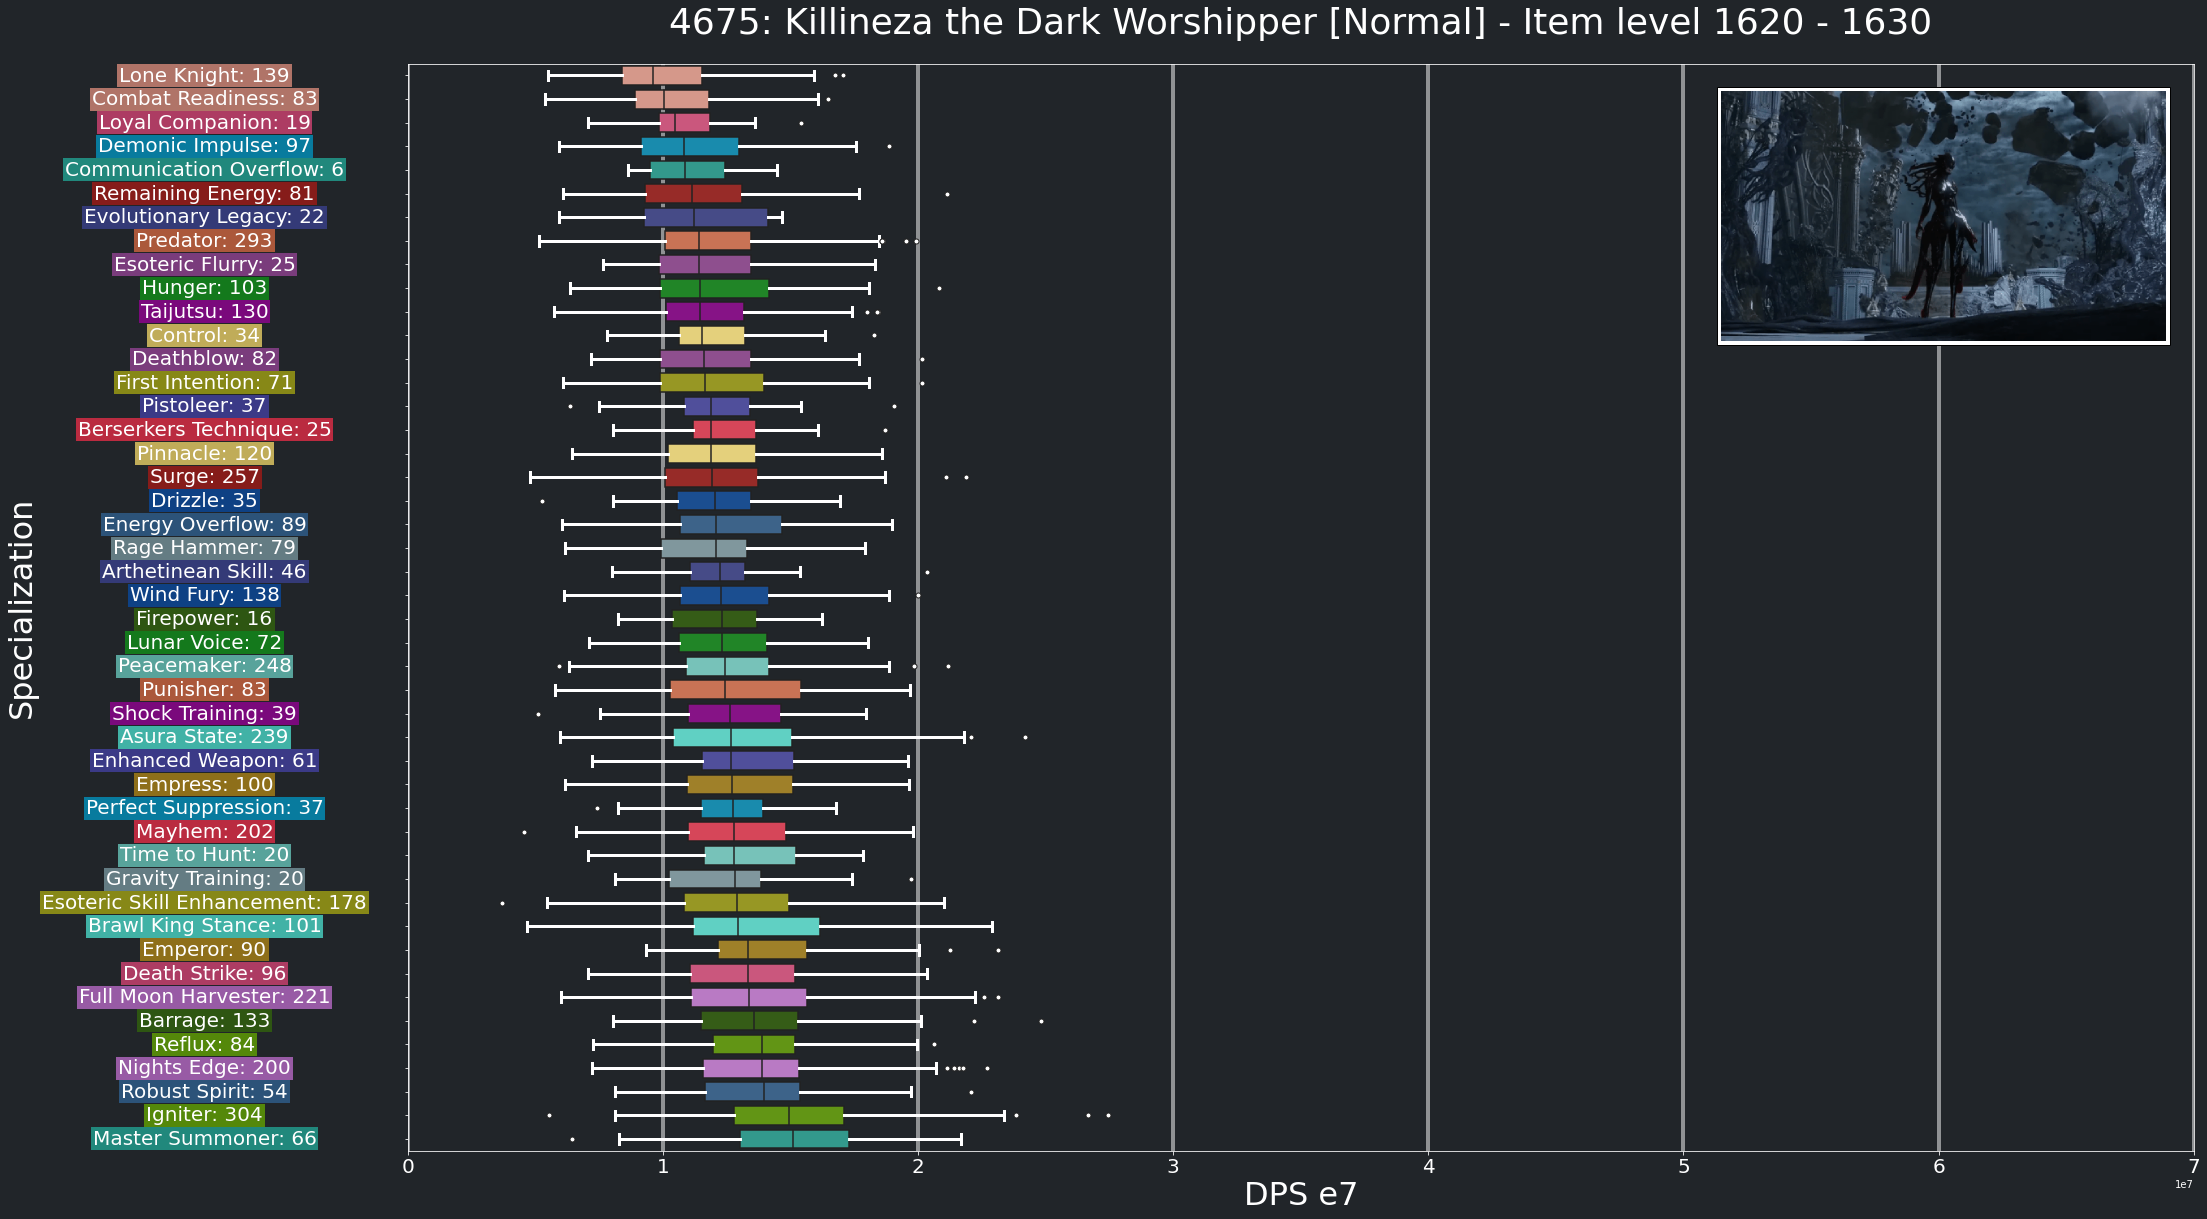 4675: Killineza the Dark Worshipper [Normal] - Item level 1620 - 1630
Specialization
Lone Knight: 139
Combat Readiness: 83
Loyal Companion: 19
Demonic Impulse: 97
Communication Overflow: 6
Remaining Energy: 81
Evolutionary Legacy: 22
Predator: 293
Esoteric Flurry: 25
Hunger: 103
Taijutsu: 130
Control: 34
Deathblow: 82
First Intention: 71
Pistoleer: 37
Berserkers Technique: 25
Pinnacle: 120
Surge: 257
Drizzle: 35
Energy Overflow: 89
Rage Hammer: 79
Arthetinean Skill: 46
Wind Fury: 138
Firepower: 16
Lunar Voice: 72
Peacemaker: 248
Punisher: 83
Shock Training: 39
Asura State: 239
Enhanced Weapon: 61
Empress: 100
Perfect Suppression: 37
Mayhem: 202
Time to Hunt: 20
Gravity Training: 20
Esoteric Skill Enhancement: 178
Brawl King Stance: 101
Emperor: 90
Death Strike: 96
Full Moon Harvester: 221
Barrage: 133
Reflux: 84
Nights Edge: 200
Robust Spirit: 54
Igniter: 304
Master Summoner: 66
0 1 2 3 4 5 6 7
1e7
DPS e7